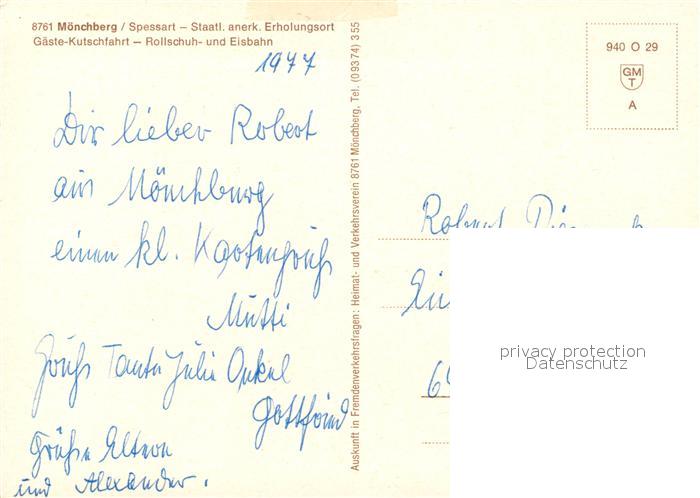 8761 Mönchberg / Spessart – Staatl. anerk. Erholungsort
Gäste-Kutschfahrt – Rollschuh- und Eisbahn
1977
Dir lieber Robert
aus Mönchberg
einen kl. Kartengruß
Mutti
Gruß Tante Julie Onkel
Gottfried
Grüße Eltern
und Alexander.
Auskunft in Fremdenverkehrsfragen: Heimat- und Verkehrsverein 8761 Mönchberg, Tel. (09374) 355
940 O 29
GM
T
A
Robert
privacy protection
Datenschutz